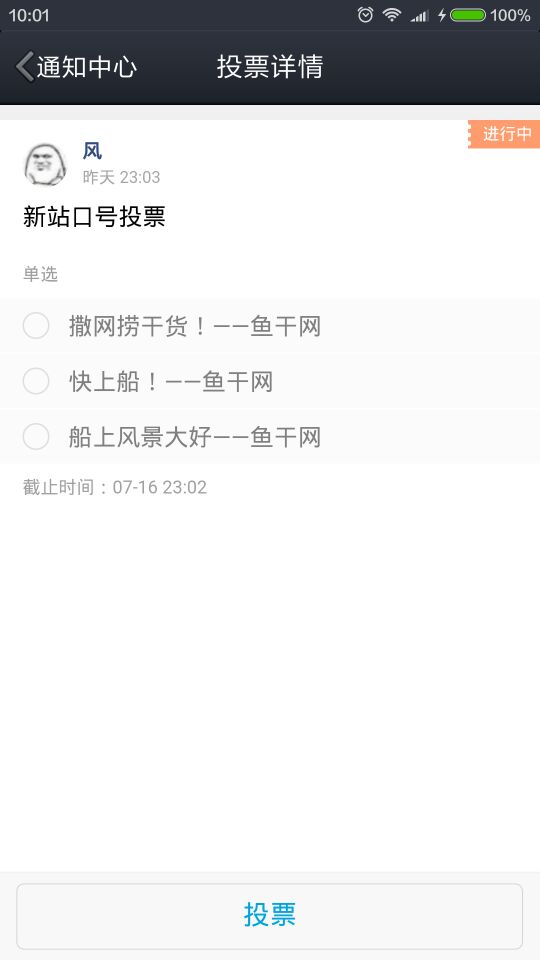 10:01 100%
通知中心 投票详情
进行中
风
昨天 23:03
新站口号投票
单选
撒网捞干货！——鱼干网
快上船！——鱼干网
船上风景大好——鱼干网
截止时间：07-16 23:02
投票